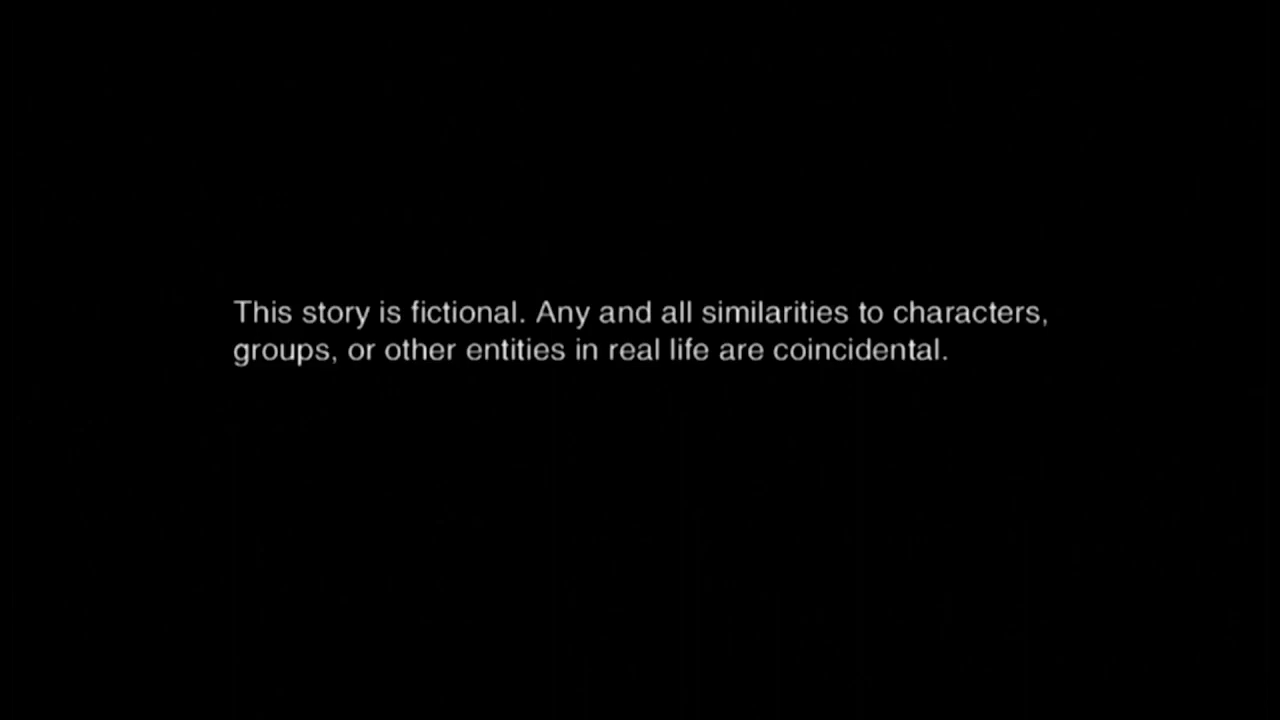 This story is fictional. Any and all similarities to characters,
groups, or other entities in real life are coincidental.